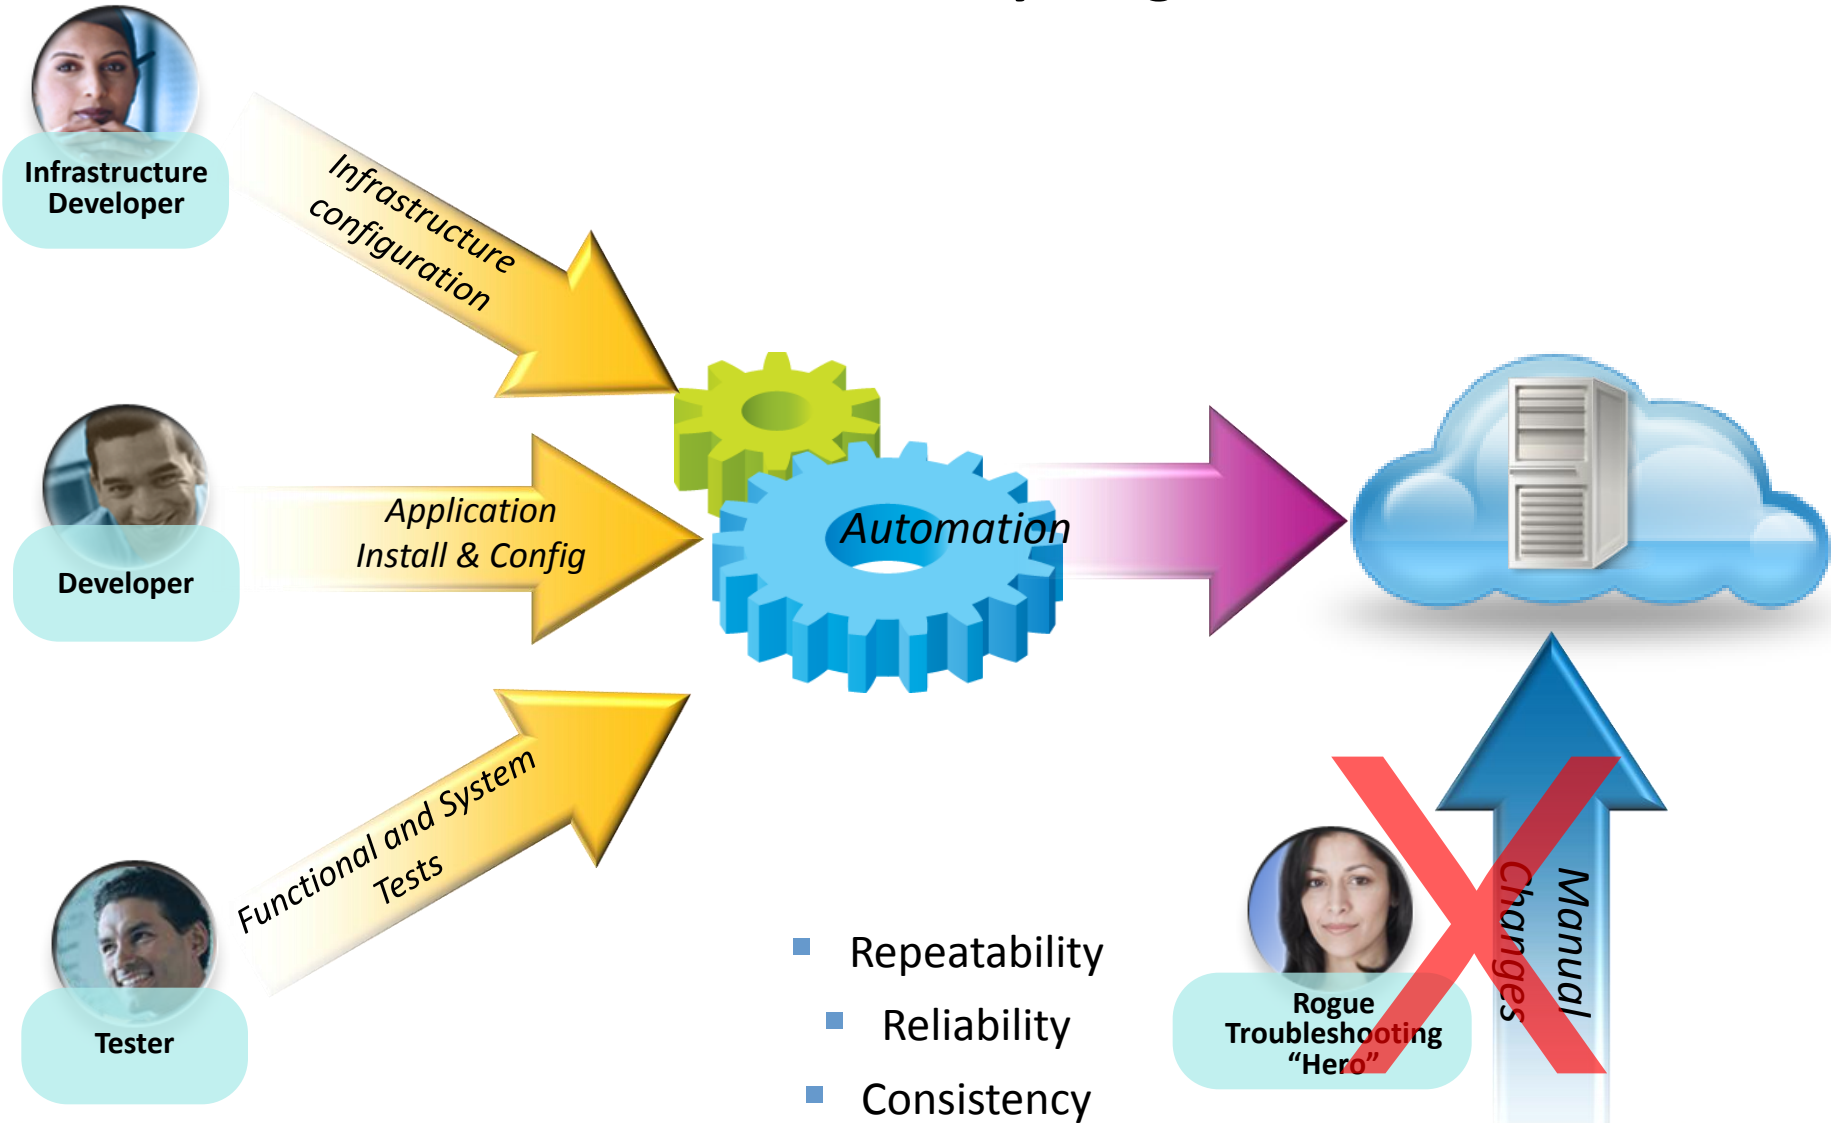 Infrastructure
Developer
Infrastructure
configuration
Developer
Application
Install & Config
Automation
Functional and System
Tests
Tester
Repeatability
Reliability
Consistency
Rogue
Troubleshooting
“Hero”
Manual
Changes